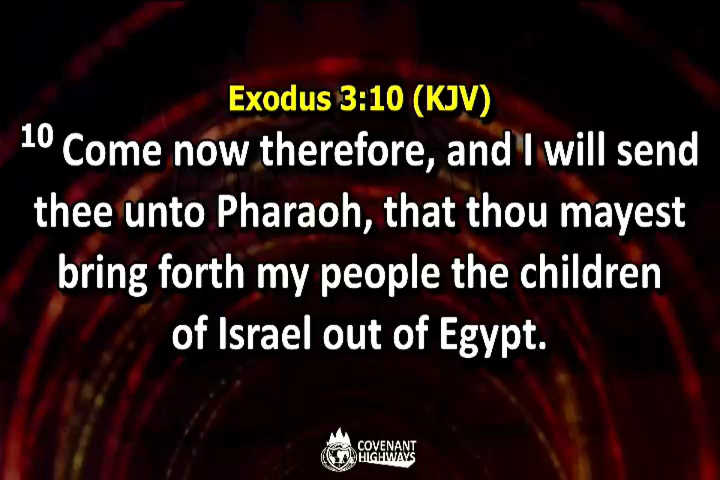 Exodus 3:10 (KJV)
10 Come now therefore, and I will send
thee unto Pharaoh, that thou mayest
bring forth my people the children
of Israel out of Egypt.
COVENANT
HIGHWAYS